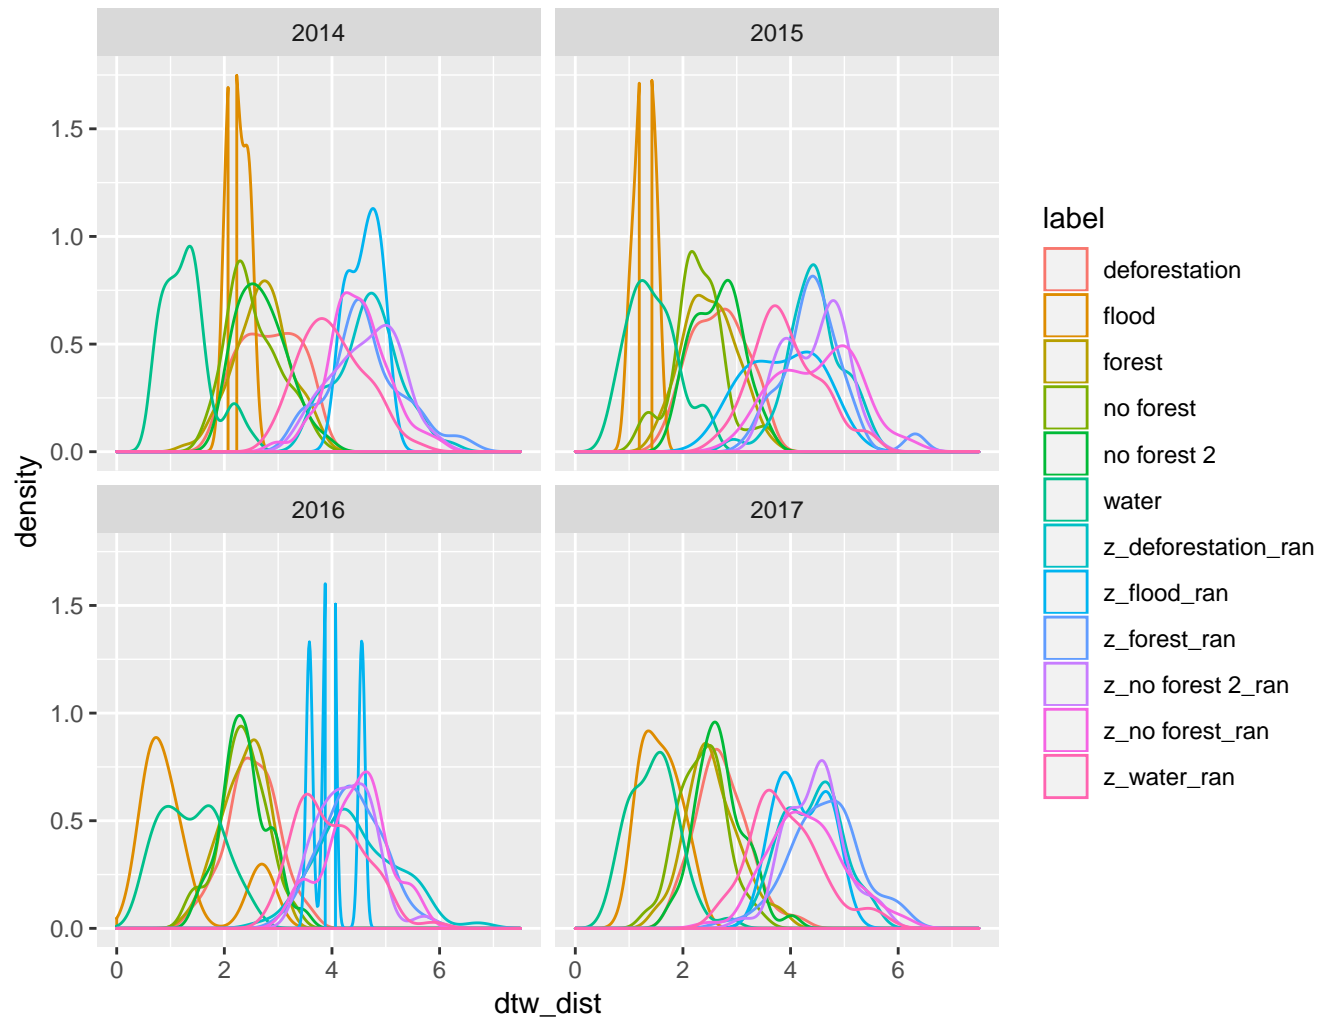 2014
2015
1.5
1.0
0.5
0.0
2016
2017
1.5
1.0
0.5
0.0
0
2
4
6
0
2
4
6
dtw_dist
density
label
deforestation
flood
forest
no forest
no forest 2
water
z_deforestation_ran
z_flood_ran
z_forest_ran
z_no forest 2_ran
z_no forest_ran
z_water_ran